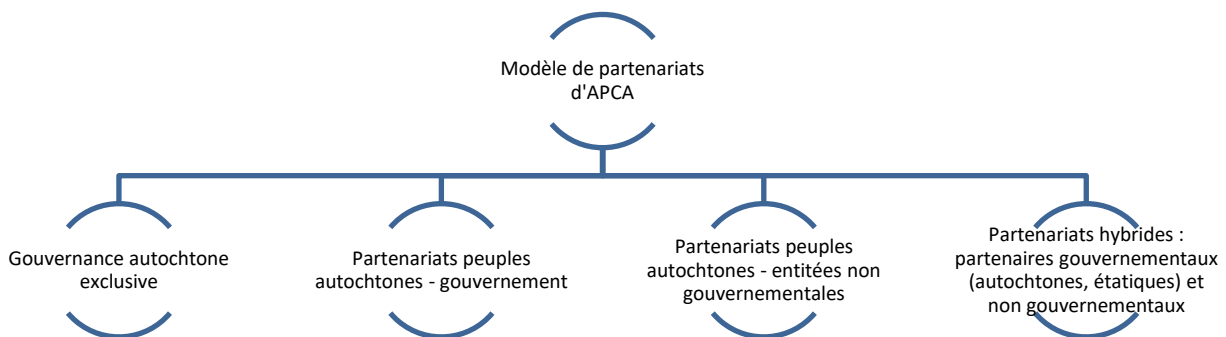 Modèle de partenariats
d'APCA
Gouvernance autochtone
exclusive
Partenariats peuples
autochtones - gouvernement
Partenariats peuples
autochtones - entitées non
gouvernementales
Partenariats hybrides :
partenaires gouvernementaux
(autochtones, étatiques) et
non gouvernementaux